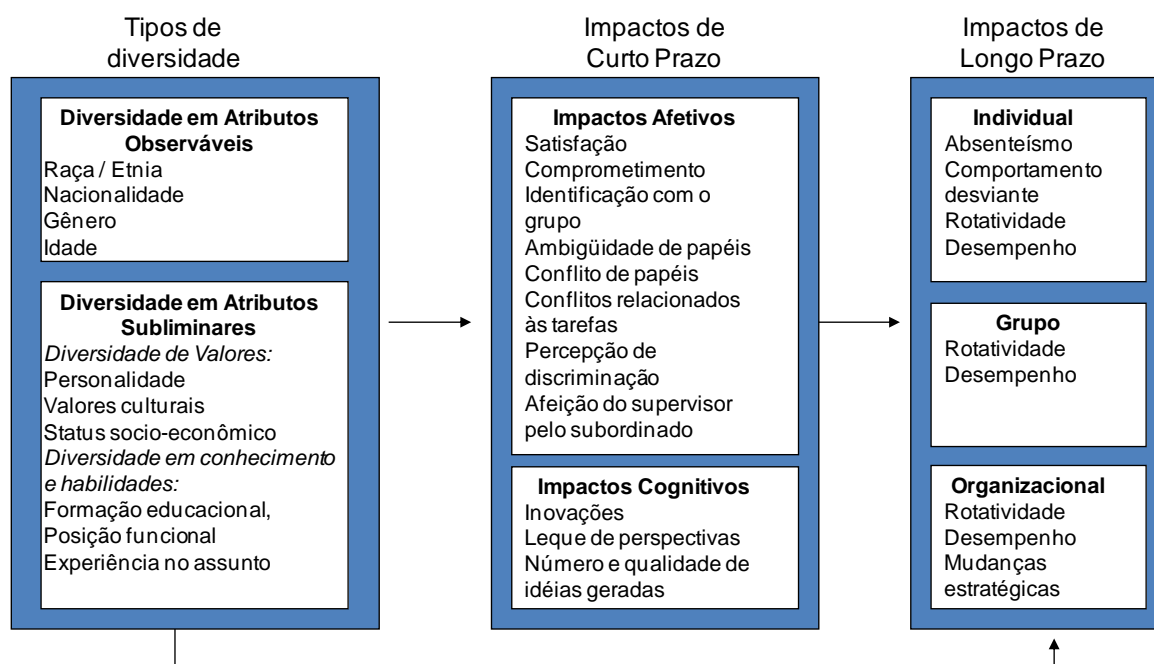 Tipos de
diversidade
Diversidade em Atributos
Observáveis
Raça / Etnia
Nacionalidade
Gênero
Idade
Diversidade em Atributos
Subliminares
Diversidade de Valores:
Personalidade
Valores culturais
Status socio-econômico
Diversidade em conhecimento
e habilidades:
Formação educacional,
Posição funcional
Experiência no assunto
Impactos de
Curto Prazo
Impactos Afetivos
Satisfação
Comprometimento
Identificação com o
grupo
Ambigüidade de papéis
Conflito de papéis
Conflitos relacionados
às tarefas
Percepção de
discriminação
Afeição do supervisor
pelo subordinado
Impactos Cognitivos
Inovações
Leque de perspectivas
Número e qualidade de
idéias geradas
Impactos de
Longo Prazo
Individual
Absenteísmo
Comportamento
desviante
Rotatividade
Desempenho
Grupo
Rotatividade
Desempenho
Organizacional
Rotatividade
Desempenho
Mudanças
estratégicas